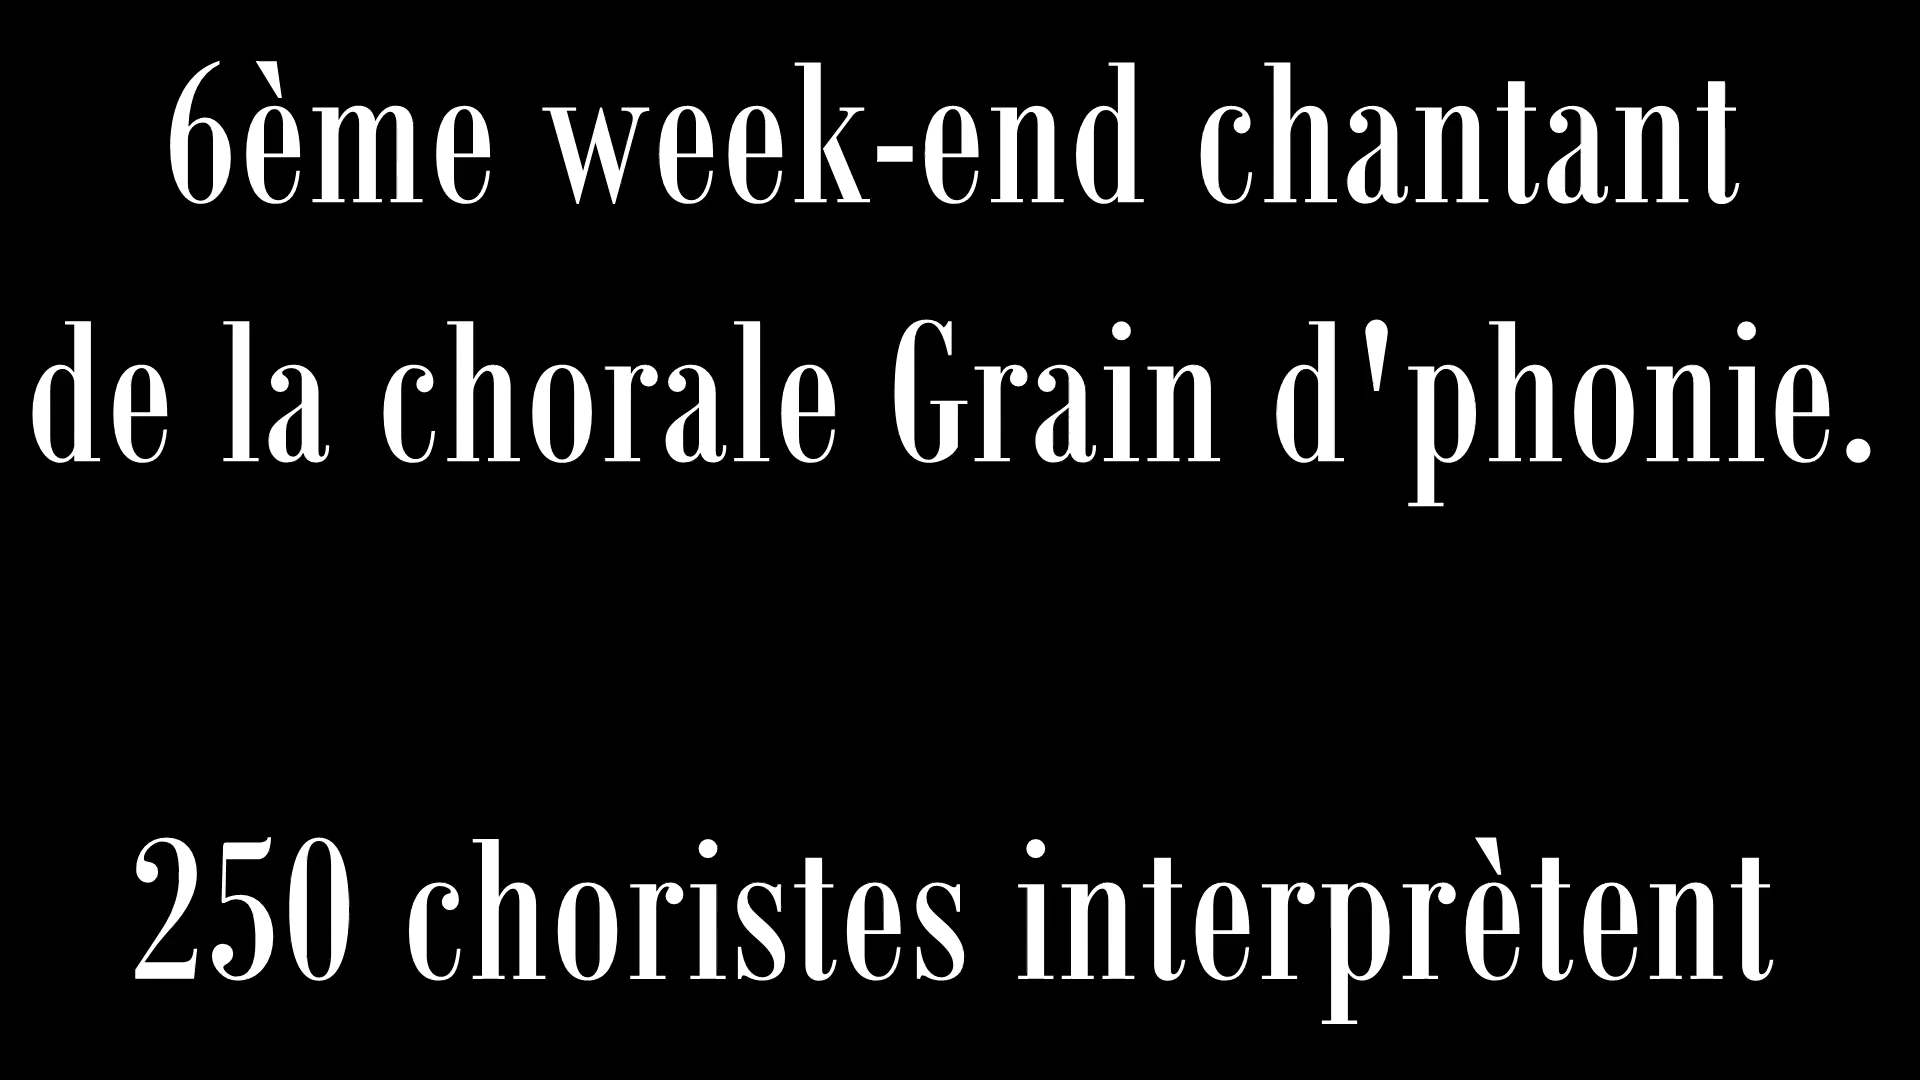 6ème week-end chantant
de la chorale Grain d'phonie.
250 choristes interprètent